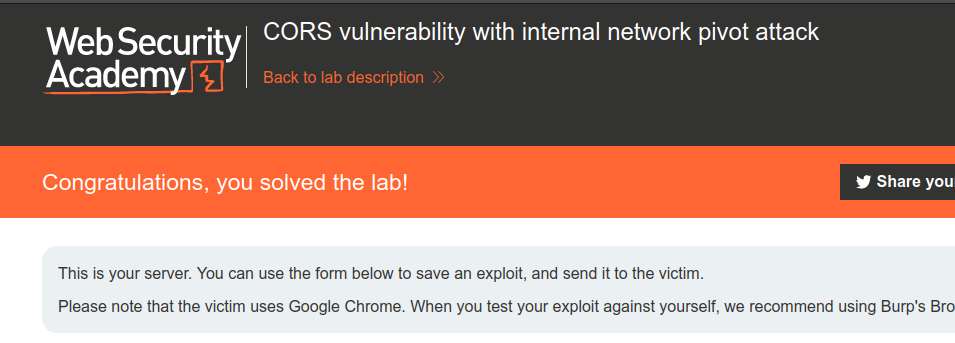 WebSecurity
Academy
CORS vulnerability with internal network pivot attack
Back to lab description
Congratulations, you solved the lab!
Share your
This is your server. You can use the form below to save an exploit, and send it to the victim.
Please note that the victim uses Google Chrome. When you test your exploit against yourself, we recommend using Burp's Bro